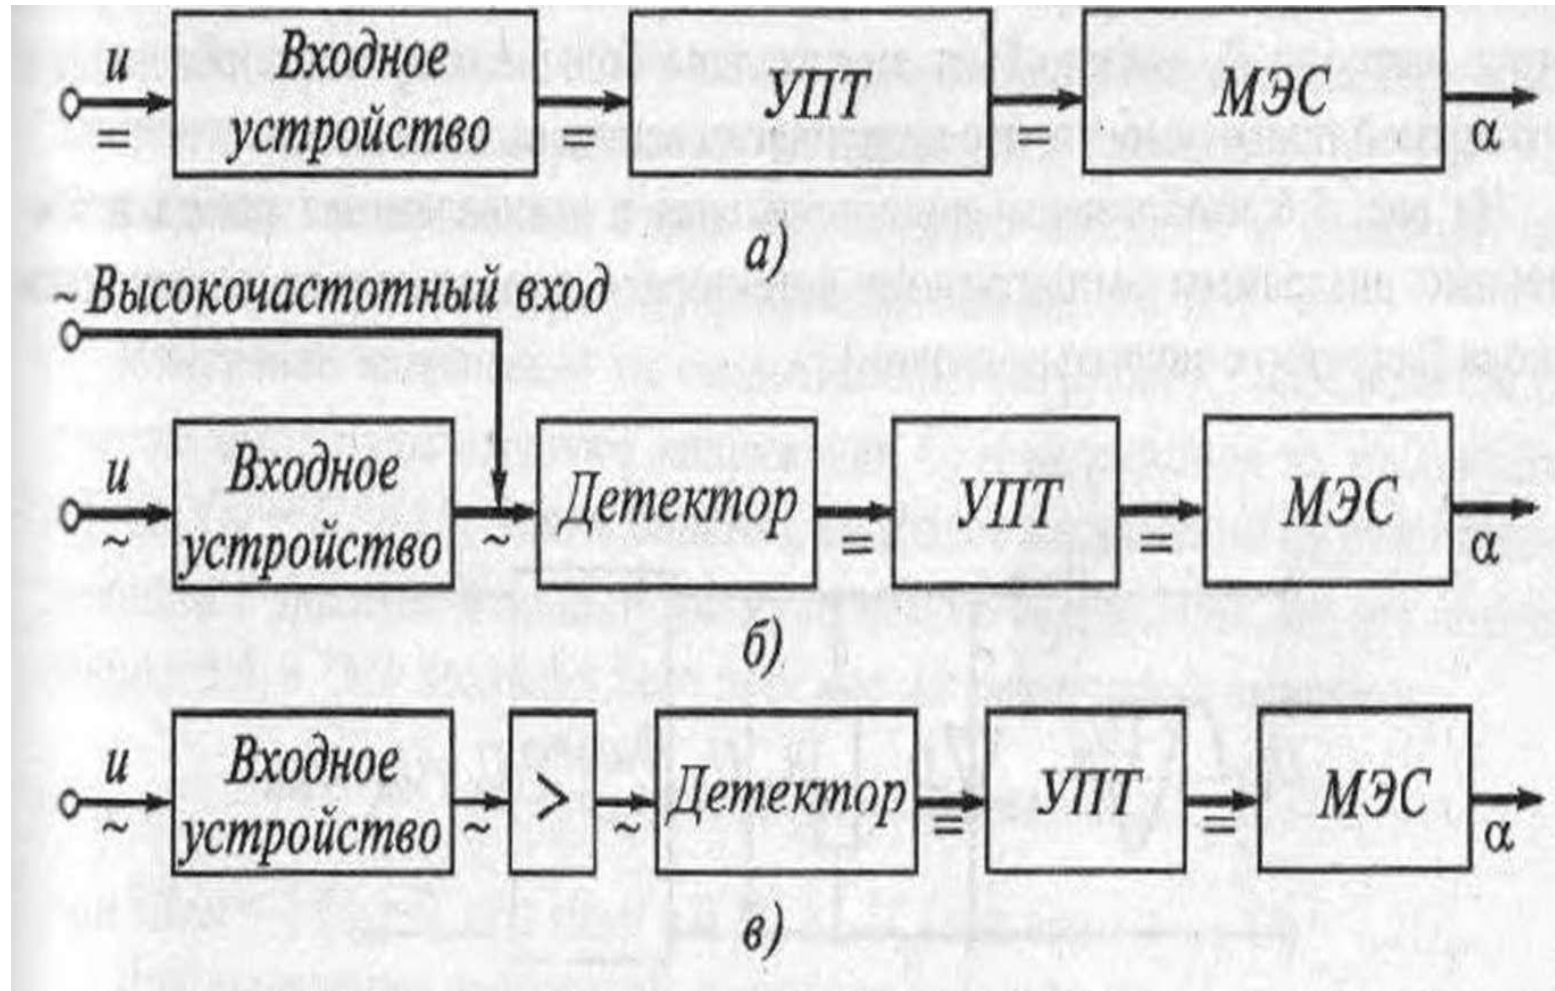 и
=
Входное
устройство
=
УПТ
=
МЭС
α
а)
~ Высокочастотный вход
и
~
Входное
устройство
~
Детектор
=
УПТ
=
МЭС
α
б)
и
~
Входное
устройство
~
>
~
Детектор
=
УПТ
=
МЭС
α
в)